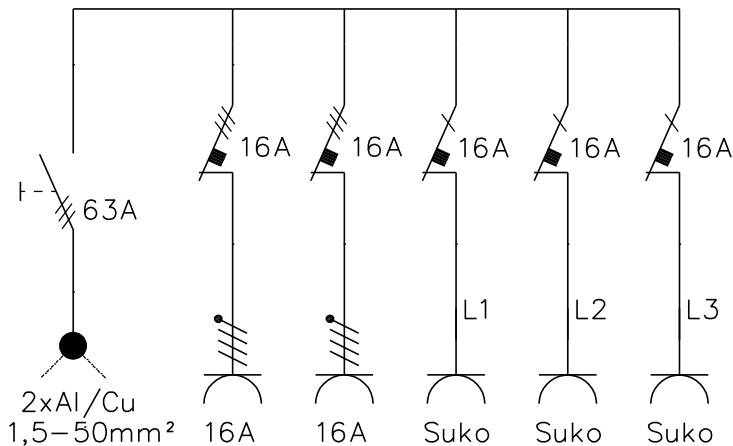 16A 16A 16A 16A 16A
63A
L1 L2 L3
2xAl/Cu
1,5-50mm² 16A 16A Suko Suko Suko